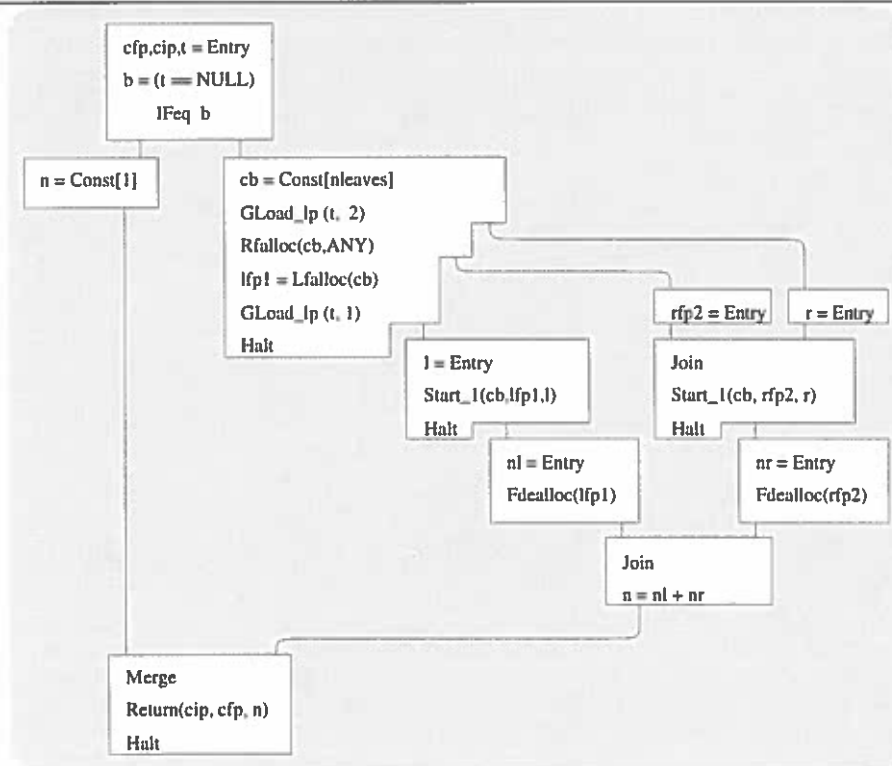 cfp,cip,t = Entry
b = (t == NULL)
IFeq b
n = Const[1]
cb = Const[nleaves]
GLoad_lp (t, 2)
Rfalloc(cb,ANY)
lfp1 = Lfalloc(cb)
GLoad_lp (t, 1)
Halt
rfp2 = Entry
r = Entry
l = Entry
Start_1(cb,lfp1,l)
Halt
Join
Start_1(cb, rfp2, r)
Halt
nl = Entry
Fdealloc(lfp1)
nr = Entry
Fdealloc(rfp2)
Join
n = nl + nr
Merge
Return(cip, cfp, n)
Halt